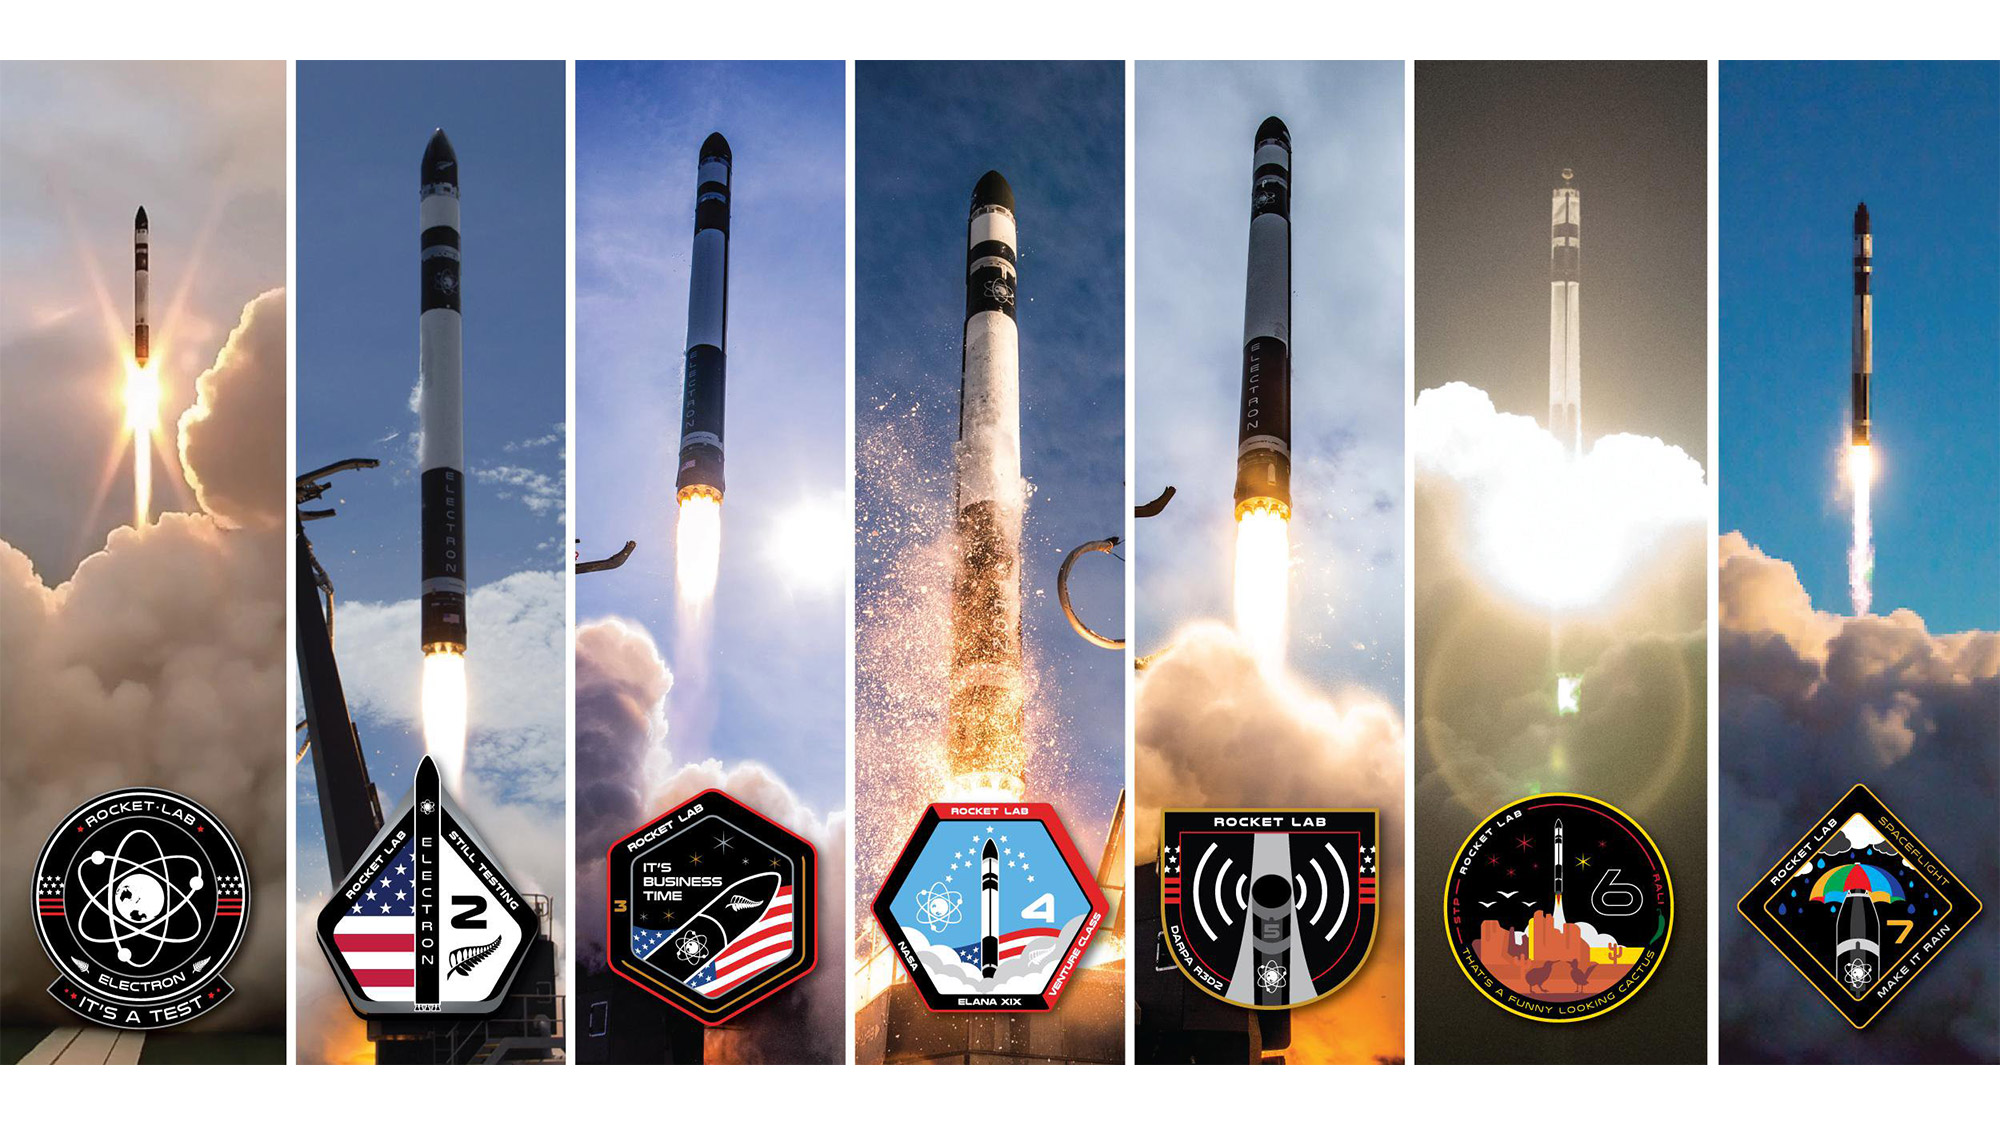 ROCKET·LAB
ELECTRON
IT'S A TEST
ELECTRON
ROCKET LAB
STILL TESTING
ELECTRON
2
ELECTRON
ROCKET LAB
IT'S
BUSINESS
TIME
3
ROCKET LAB
4
NASA
VENTURE CLASS
ELANA XIX
ELECTRON
ROCKET LAB
5
DARPA R3D2
ROCKET LAB
STP
RALI
6
THAT'S A FUNNY LOOKING CACTUS
ROCKET LAB
SPACEFLIGHT
7
MAKE IT RAIN